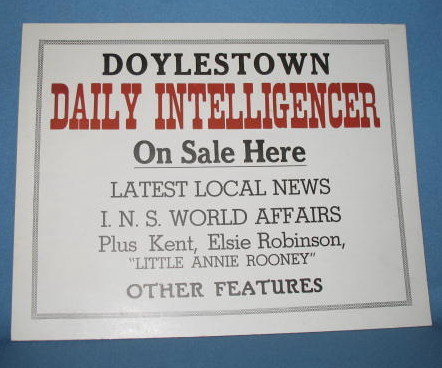 DOYLESTOWN
DAILY INTELLIGENCER
On Sale Here
LATEST LOCAL NEWS
I. N. S. WORLD AFFAIRS
Plus Kent, Elsie Robinson,
"LITTLE ANNIE ROONEY"
OTHER FEATURES